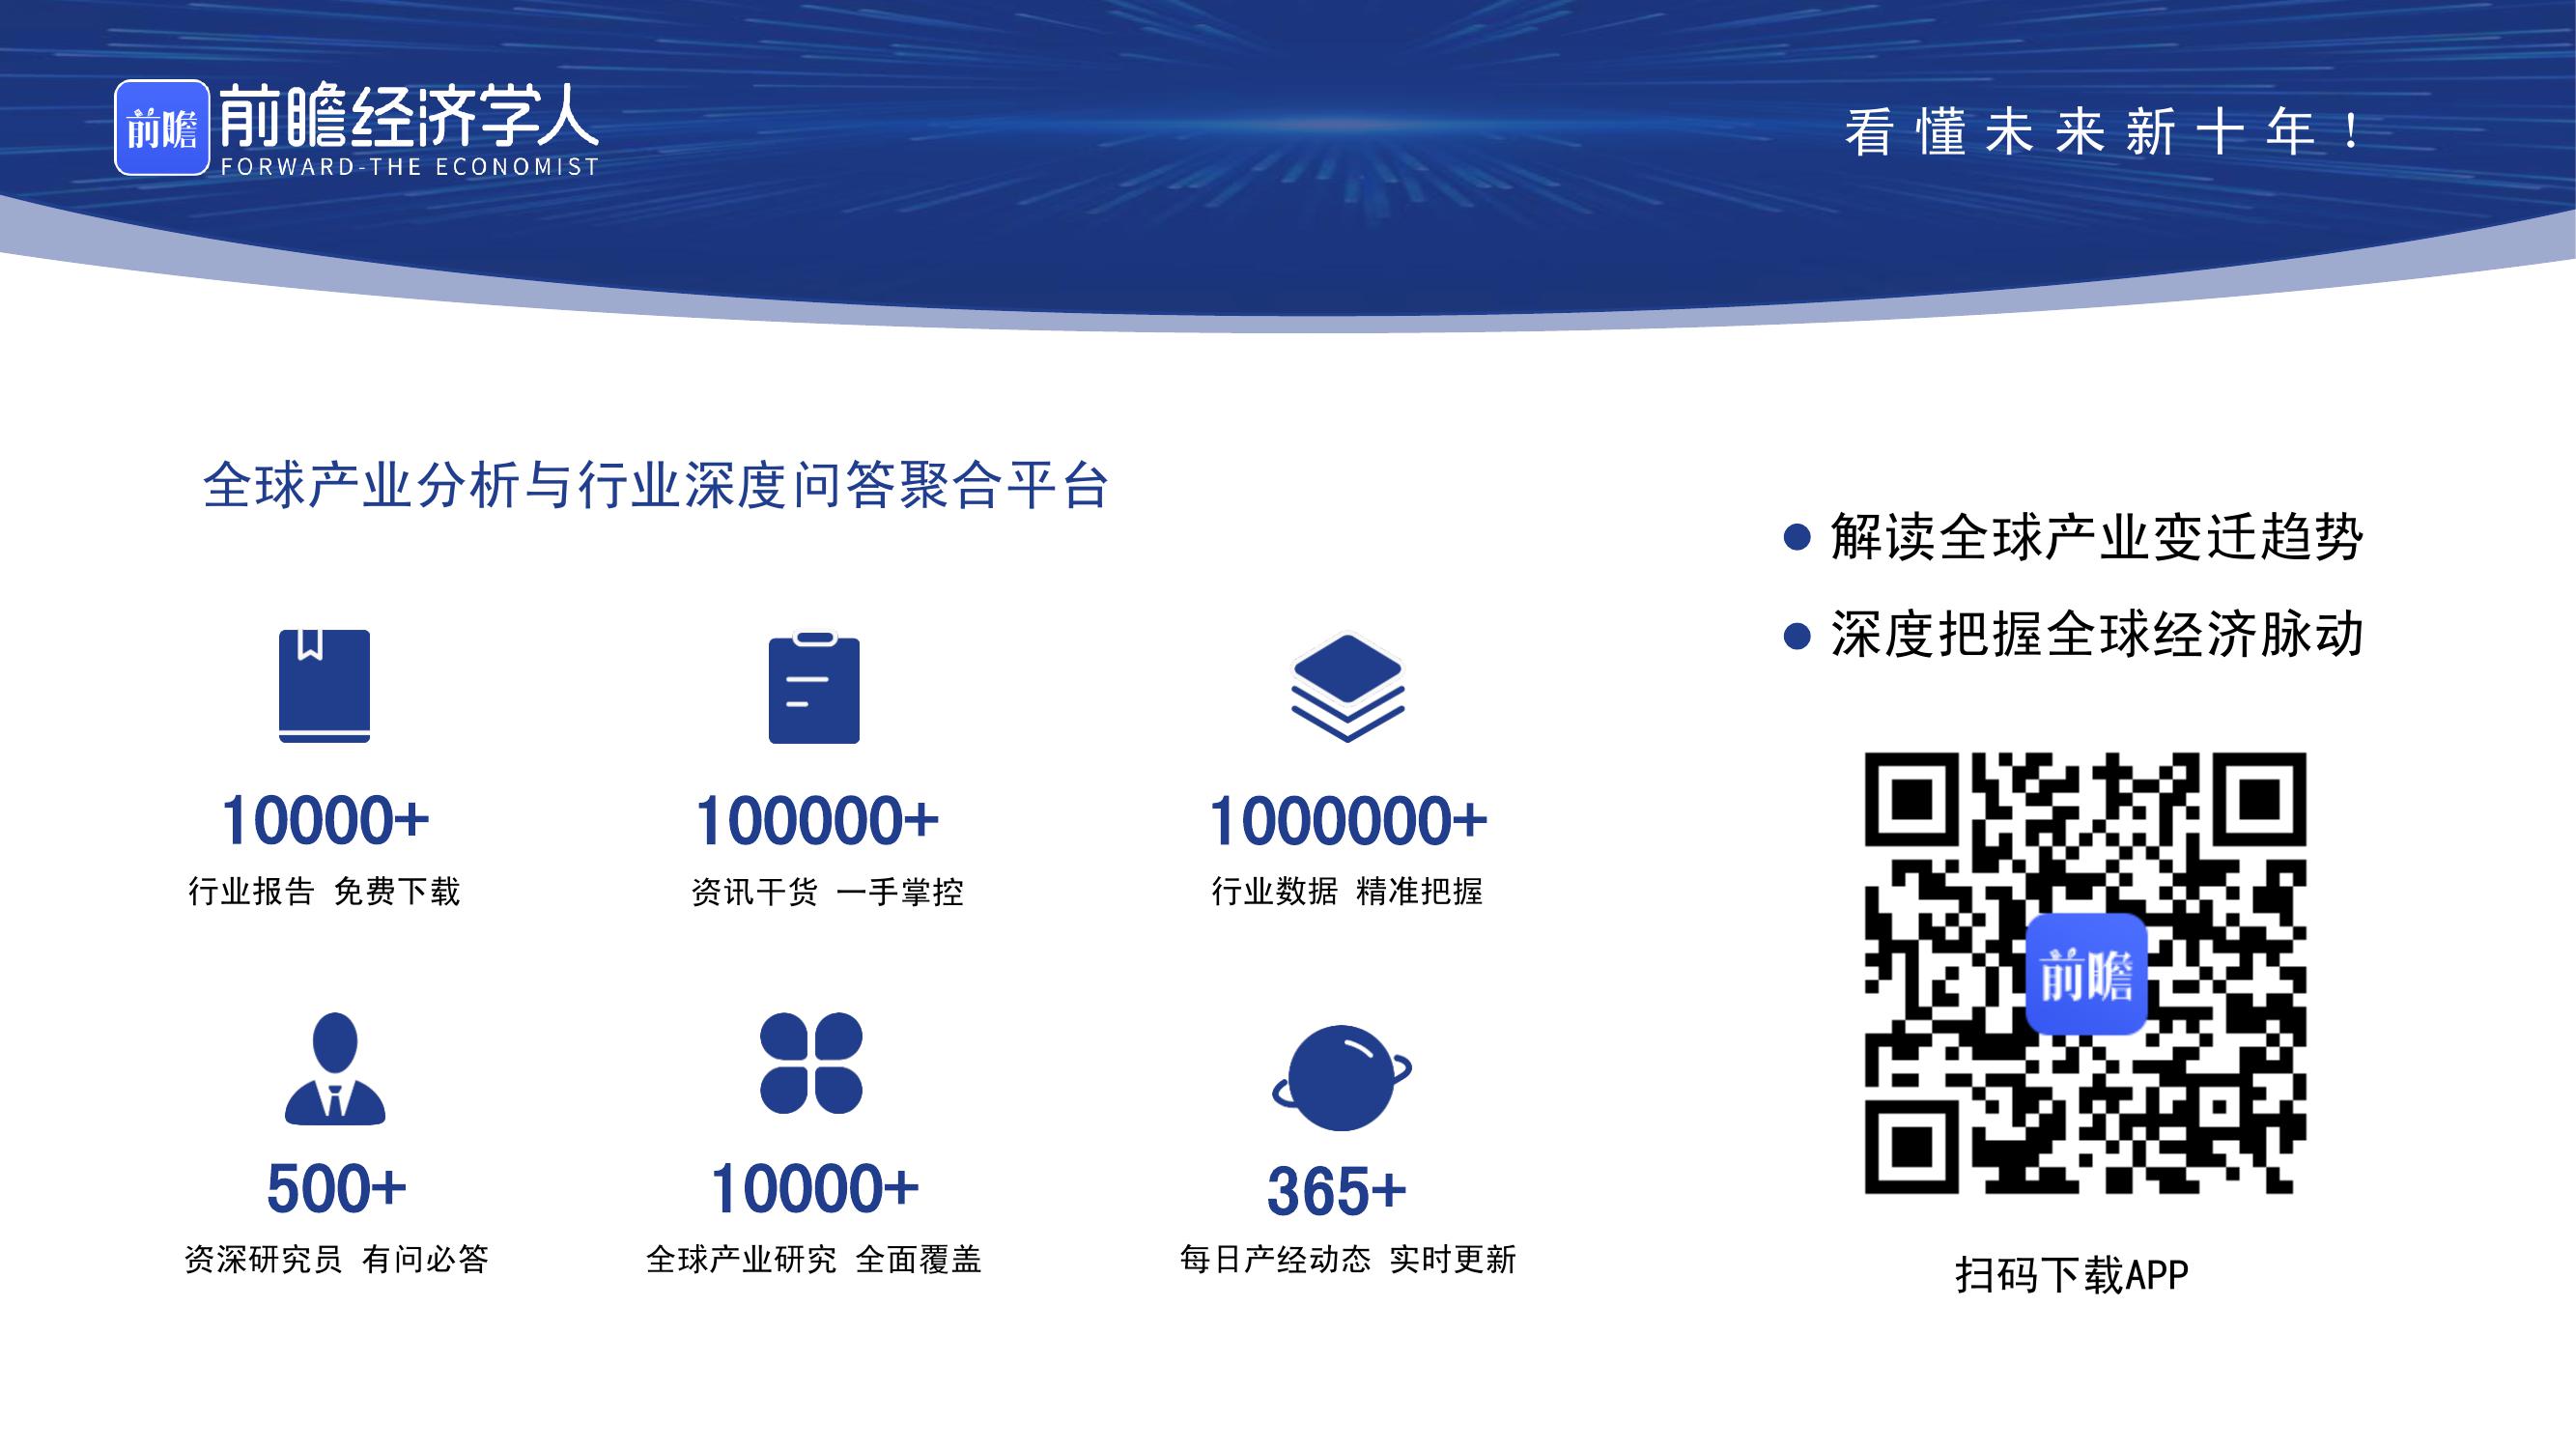 前瞻
前瞻经济学人
FORWARD-THE ECONOMIST
看懂未来新十年!
全球产业分析与行业深度问答聚合平台
解读全球产业变迁趋势
深度把握全球经济脉动
10000+
行业报告 免费下载
100000+
资讯干货 一手掌控
1000000+
行业数据 精准把握
500+
资深研究员 有问必答
10000+
全球产业研究 全面覆盖
365+
每日产经动态 实时更新
前瞻
扫码下载APP